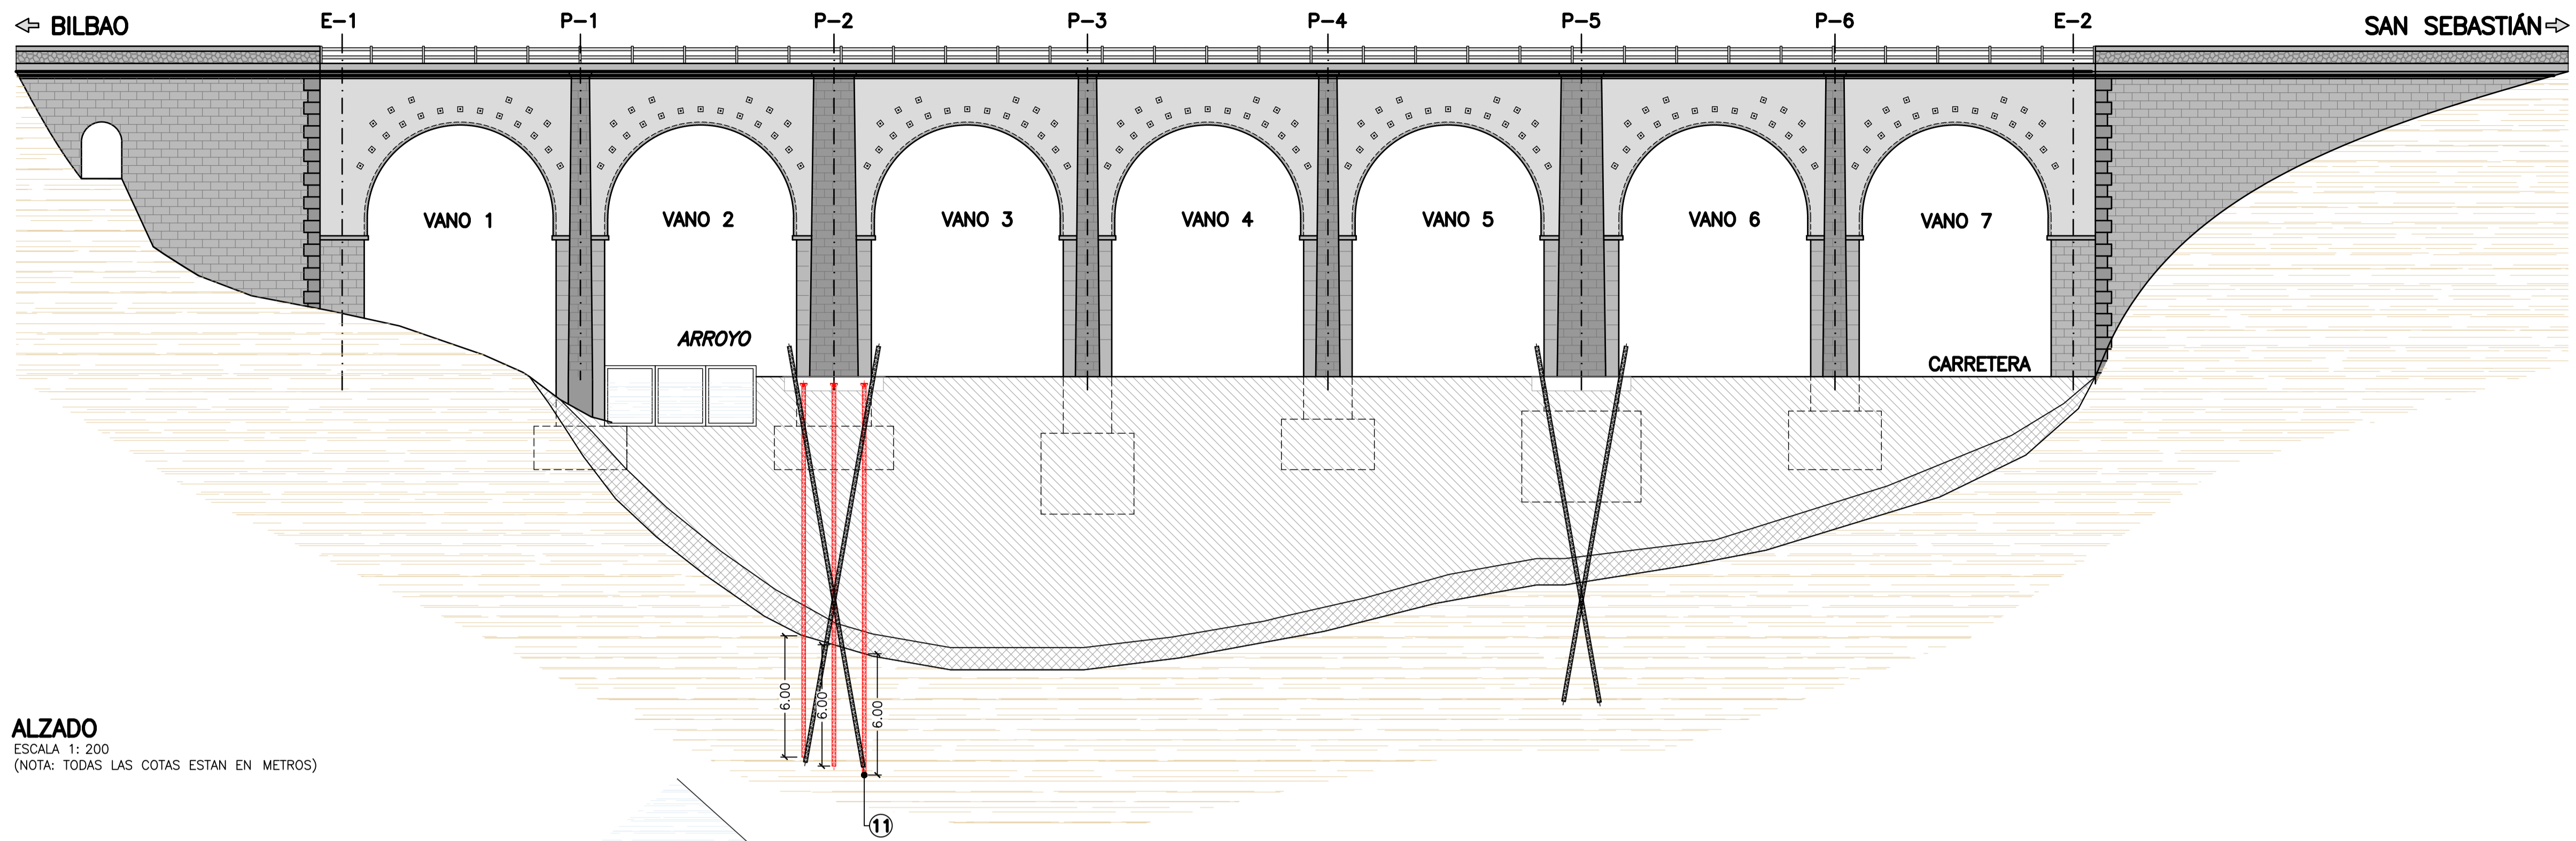 BILBAO E-1 P-1 P-2 P-3 P-4 P-5 P-6 E-2 SAN SEBASTIÁN
VANO 1 VANO 2 VANO 3 VANO 4 VANO 5 VANO 6 VANO 7
ARROYO
CARRETERA
6.00 6.00 6.00
ALZADO
ESCALA 1: 200
(NOTA: TODAS LAS COTAS ESTAN EN METROS)
11